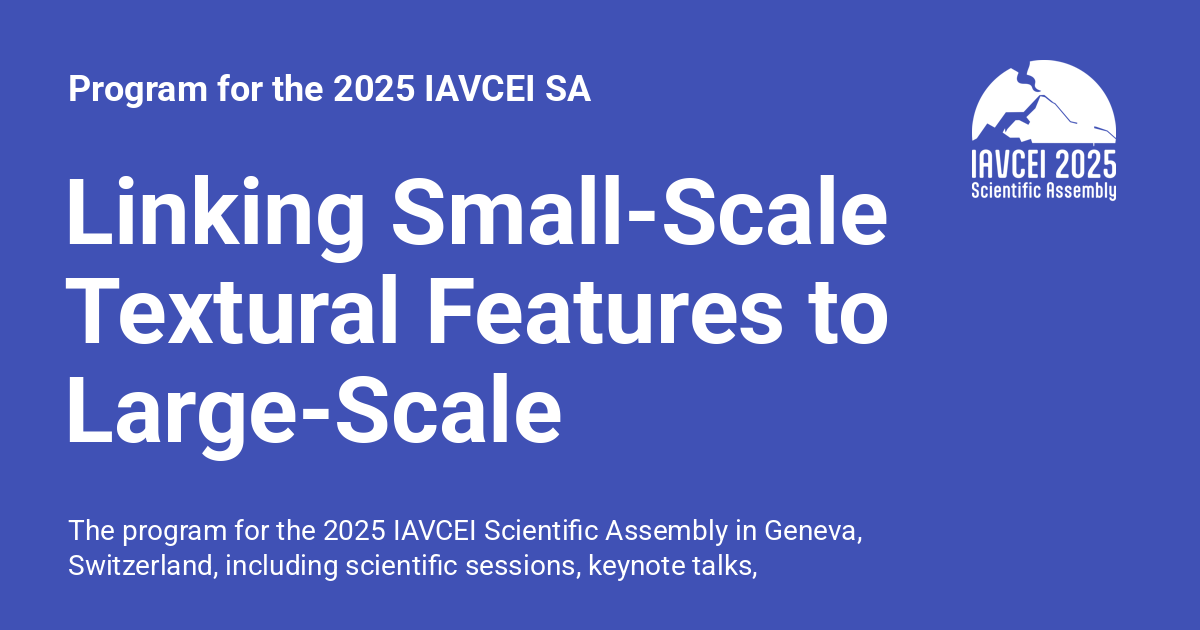 Program for the 2025 IAVCEI SA
IAVCEI 2025
Scientific Assembly
Linking Small-Scale
Textural Features to
Large-Scale
The program for the 2025 IAVCEI Scientific Assembly in Geneva,
Switzerland, including scientific sessions, keynote talks,